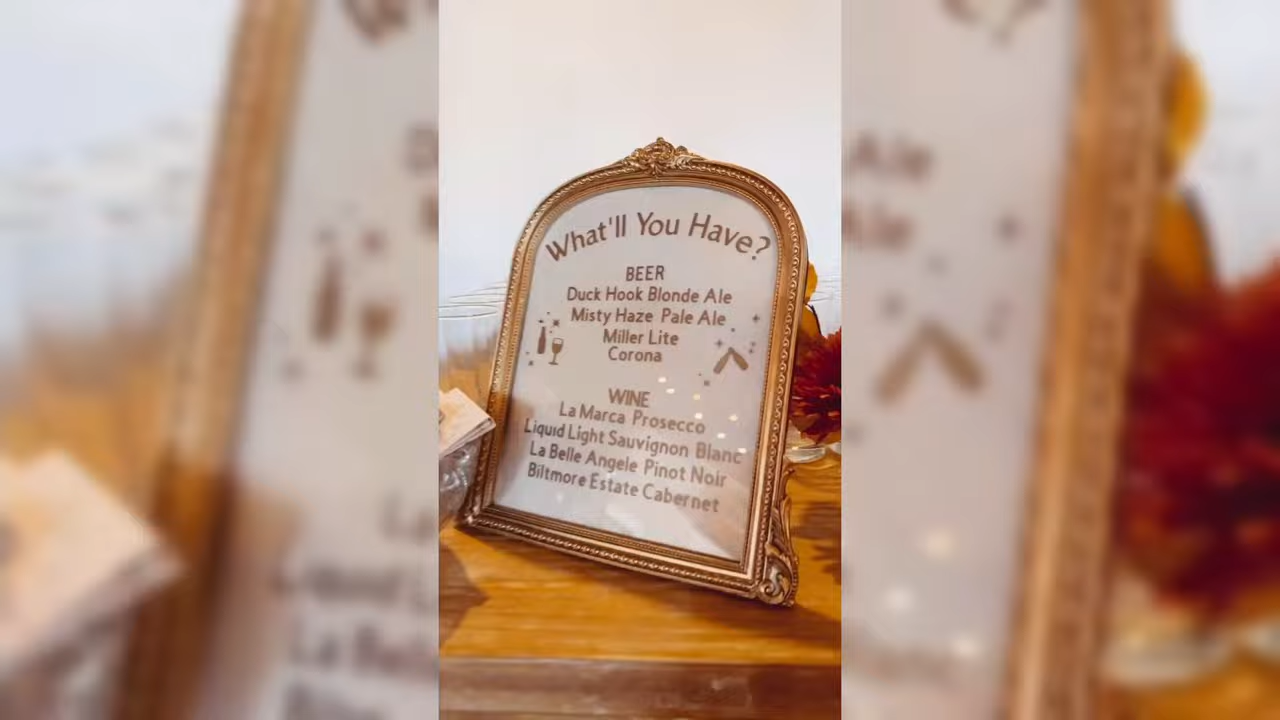 What'll You Have?
BEER
Duck Hook Blonde Ale
Misty Haze Pale Ale
Miller Lite
Corona
WINE
La Marca Prosecco
Liquid Light Sauvignon Blanc
La Belle Angele Pinot Noir
Biltmore Estate Cabernet